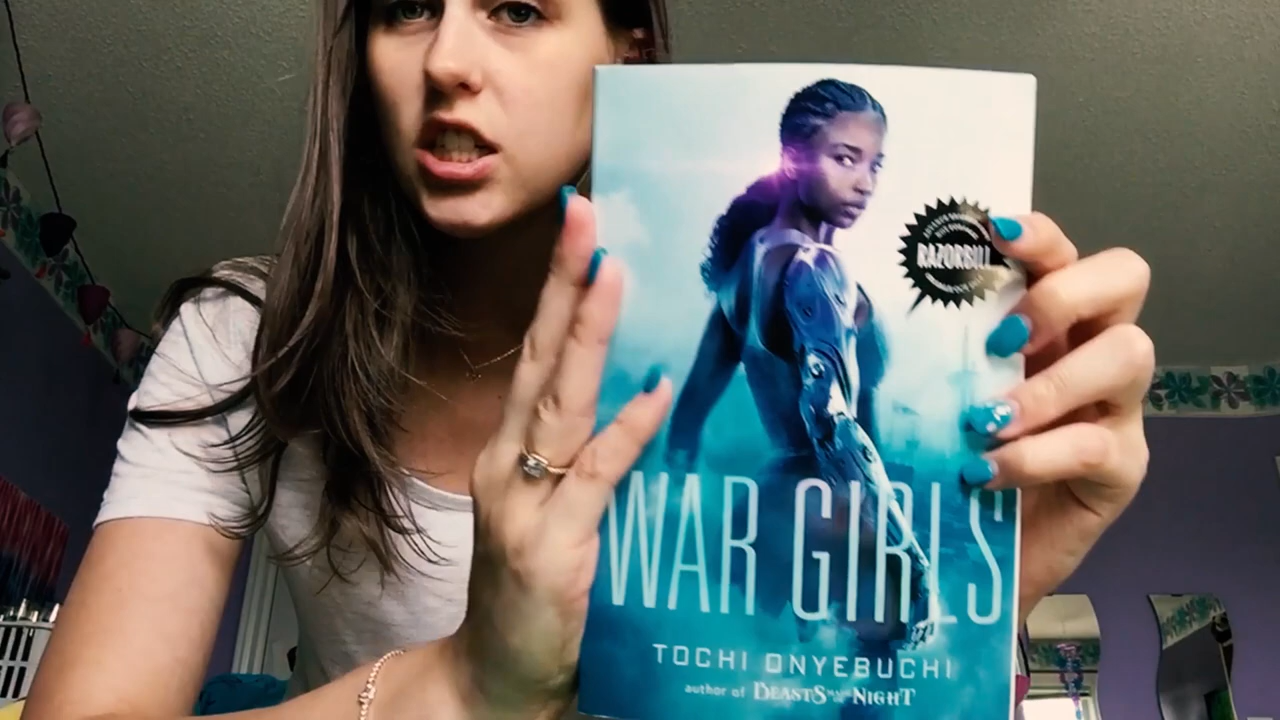 RAZORBILL
WAR GIRLS
TOCHI ONYEBUCHI
author of BEASTS MADE OF NIGHT